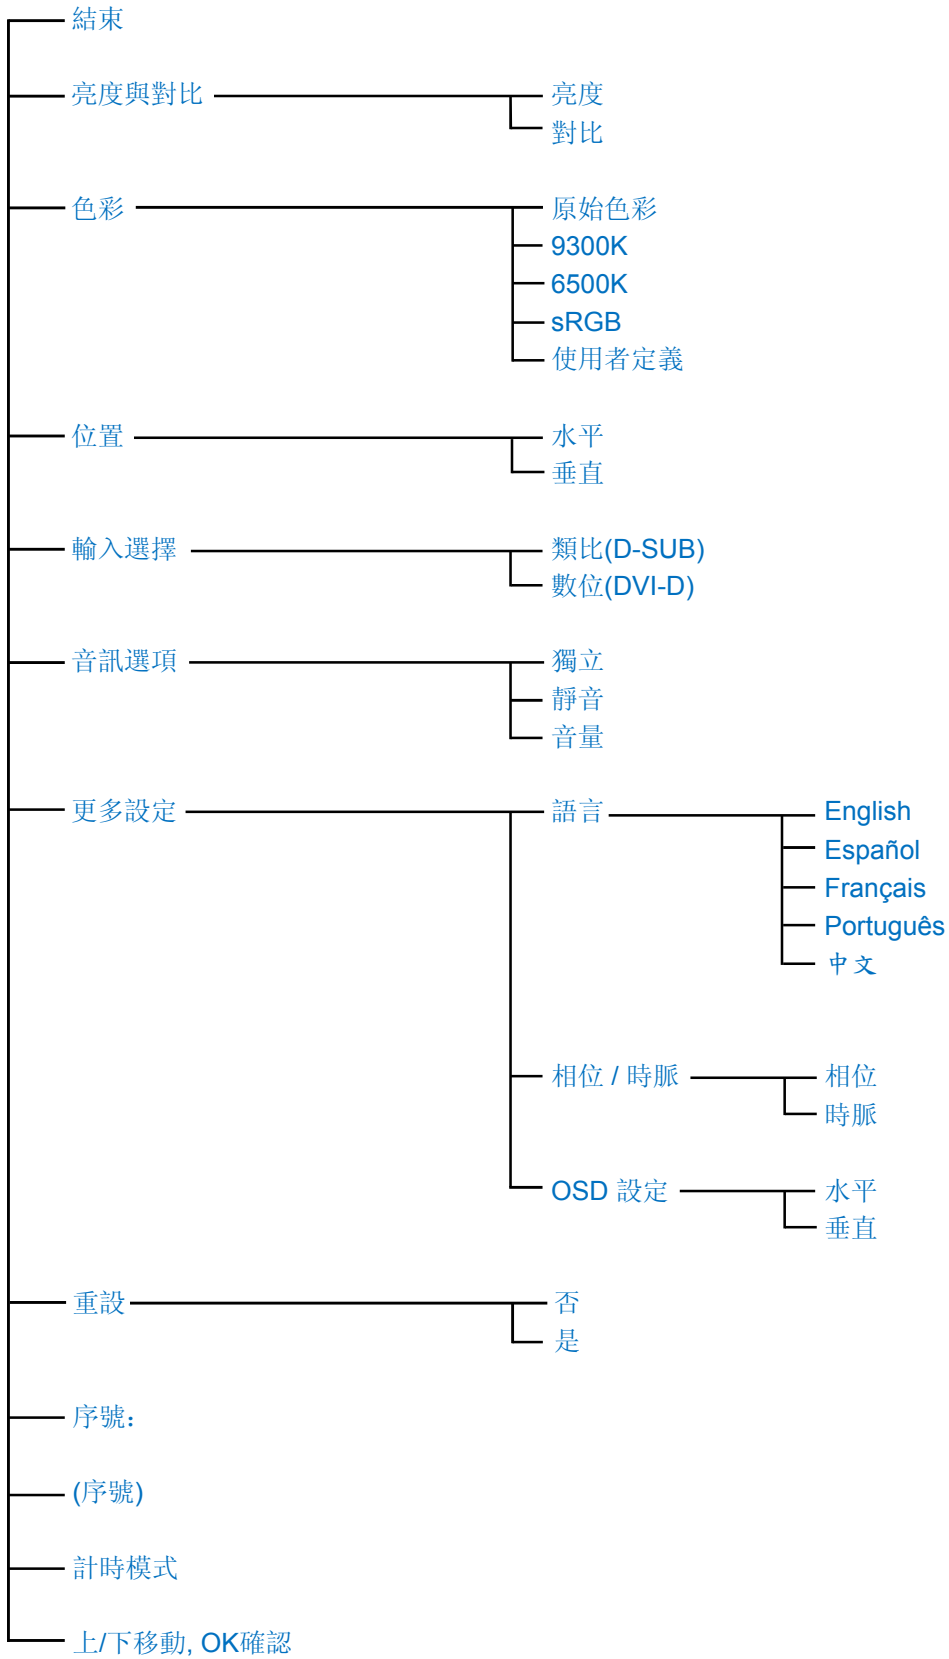 結束
亮度與對比
亮度
對比
色彩
原始色彩
9300K
6500K
sRGB
使用者定義
位置
水平
垂直
輸入選擇
類比(D-SUB)
數位(DVI-D)
音訊選項
獨立
靜音
音量
更多設定
語言
English
Español
Français
Português
中文
相位 / 時脈
相位
時脈
OSD 設定
水平
垂直
重設
否
是
序號：
(序號)
計時模式
上/下移動, OK確認